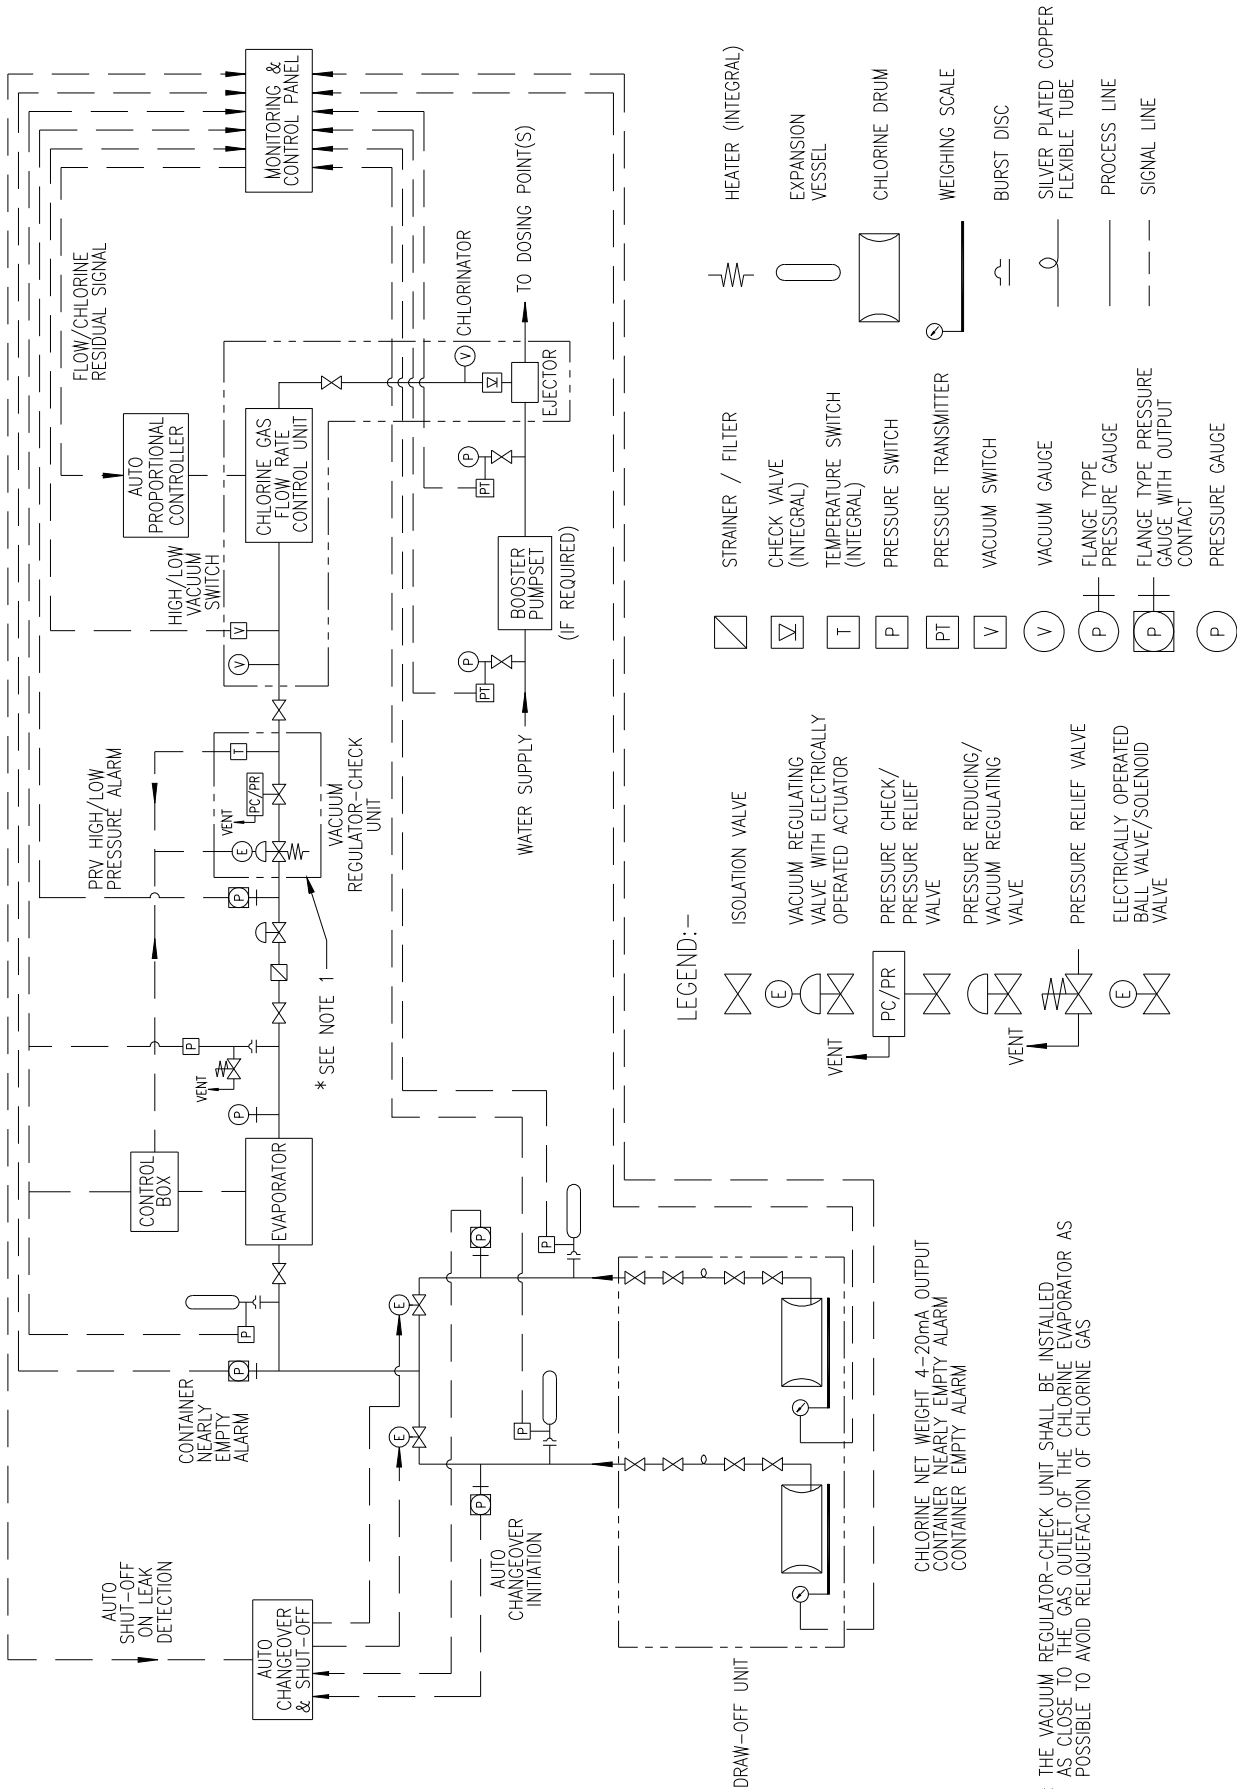 AUTO
SHUT-OFF
ON LEAK
DETECTION
AUTO
CHANGEOVER
& SHUT-OFF
CONTAINER
NEARLY
EMPTY
ALARM
P
P
E
E
P
AUTO
CHANGEOVER
INITIATION
P
P
P
DRAW-OFF UNIT
CHLORINE NET WEIGHT 4-20mA OUTPUT
CONTAINER NEARLY EMPTY ALARM
CONTAINER EMPTY ALARM
: THE VACUUM REGULATOR-CHECK UNIT SHALL BE INSTALLED
AS CLOSE TO THE GAS OUTLET OF THE CHLORINE EVAPORATOR AS
POSSIBLE TO AVOID RELIQUEFACTION OF CHLORINE GAS
CONTROL
BOX
EVAPORATOR
P
VENT
P
* SEE NOTE 1
PRV HIGH/LOW
PRESSURE ALARM
P
E
VENT
PC/PR
T
VACUUM
REGULATOR-CHECK
UNIT
HIGH/LOW
VACUUM
SWITCH
V
V
AUTO
PROPORTIONAL
CONTROLLER
CHLORINE GAS
FLOW RATE
CONTROL UNIT
FLOW/CHLORINE
RESIDUAL SIGNAL
MONITORING &
CONTROL PANEL
V
CHLORINATOR
EJECTOR
TO DOSING POINT(S)
WATER SUPPLY
PT
P
BOOSTER
PUMPSET
(IF REQUIRED)
PT
P
LEGEND:-
ISOLATION VALVE
E
VACUUM REGULATING
VALVE WITH ELECTRICALLY
OPERATED ACTUATOR
VENT
PC/PR
PRESSURE CHECK/
PRESSURE RELIEF
VALVE
PRESSURE REDUCING/
VACUUM REGULATING
VALVE
VENT
PRESSURE RELIEF VALVE
E
ELECTRICALLY OPERATED
BALL VALVE/SOLENOID
VALVE
STRAINER / FILTER
CHECK VALVE
(INTEGRAL)
T
TEMPERATURE SWITCH
(INTEGRAL)
P
PRESSURE SWITCH
PT
PRESSURE TRANSMITTER
V
VACUUM SWITCH
V
VACUUM GAUGE
P
FLANGE TYPE
PRESSURE GAUGE
P
FLANGE TYPE PRESSURE
GAUGE WITH OUTPUT
CONTACT
P
PRESSURE GAUGE
HEATER (INTEGRAL)
EXPANSION
VESSEL
CHLORINE DRUM
WEIGHING SCALE
BURST DISC
SILVER PLATED COPPER
FLEXIBLE TUBE
PROCESS LINE
SIGNAL LINE